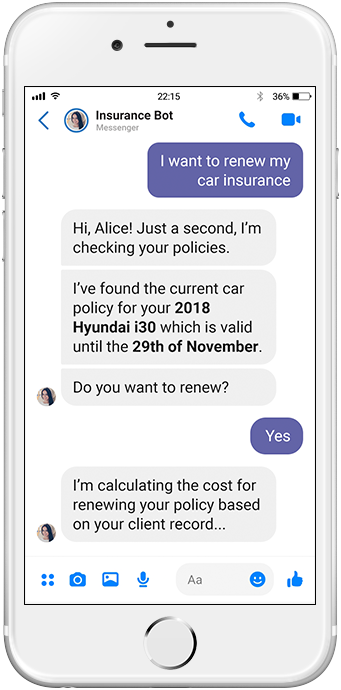 22:15
36%
Insurance Bot
Messenger
I want to renew my
car insurance
Hi, Alice! Just a second, I'm
checking your policies.
I've found the current car
policy for your 2018
Hyundai i30 which is valid
until the 29th of November.
Do you want to renew?
Yes
I'm calculating the cost for
renewing your policy based
on your client record...
Aa